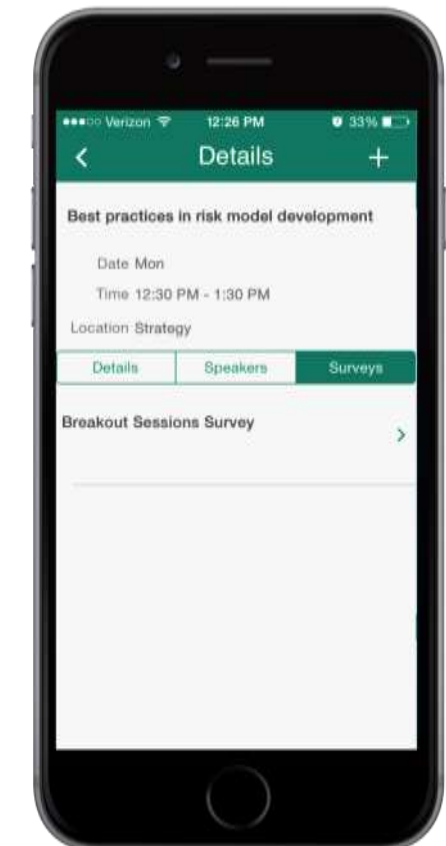 Verizon 12:26 PM 33%
Details
Best practices in risk model development
Date Mon
Time 12:30 PM - 1:30 PM
Location Strategy
Details Speakers Surveys
Breakout Sessions Survey